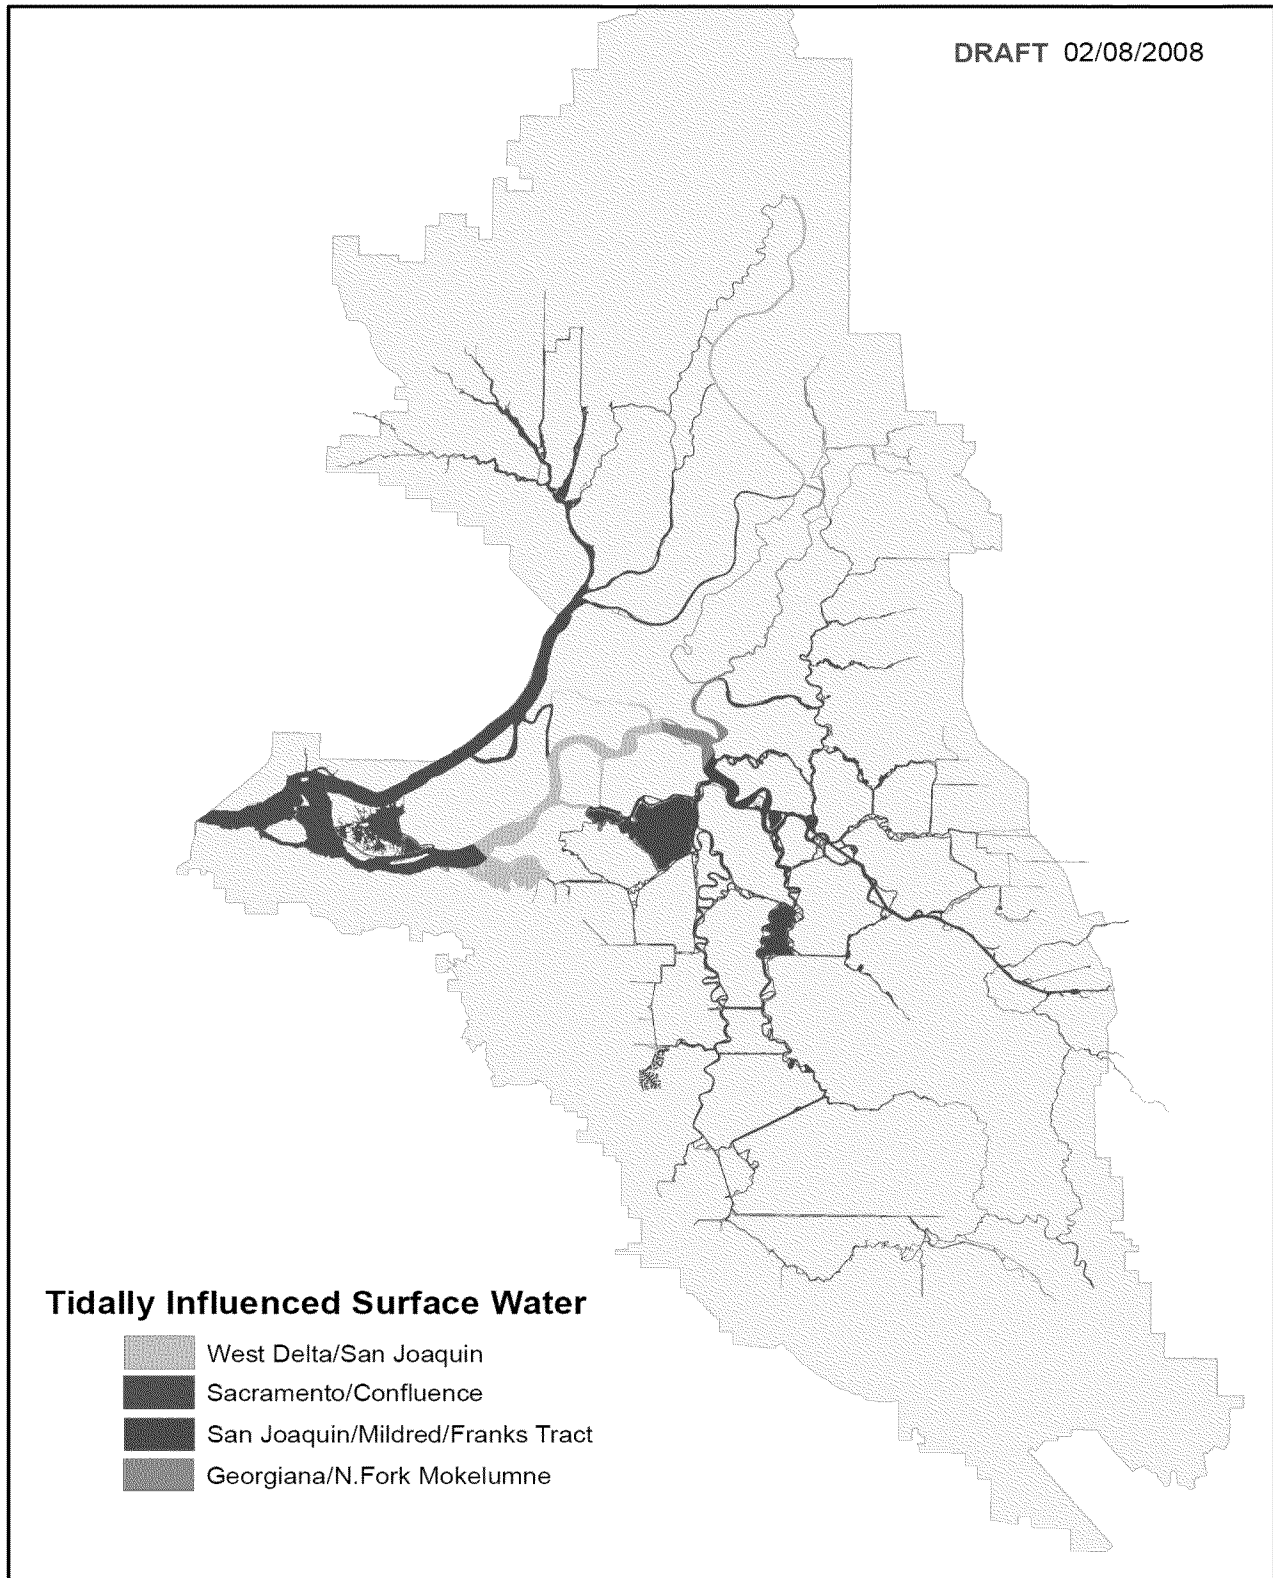 DRAFT 02/08/2008
Tidally Influenced Surface Water
West Delta/San Joaquin
Sacramento/Confluence
San Joaquin/Mildred/Franks Tract
Georgiana/N.Fork Mokelumne